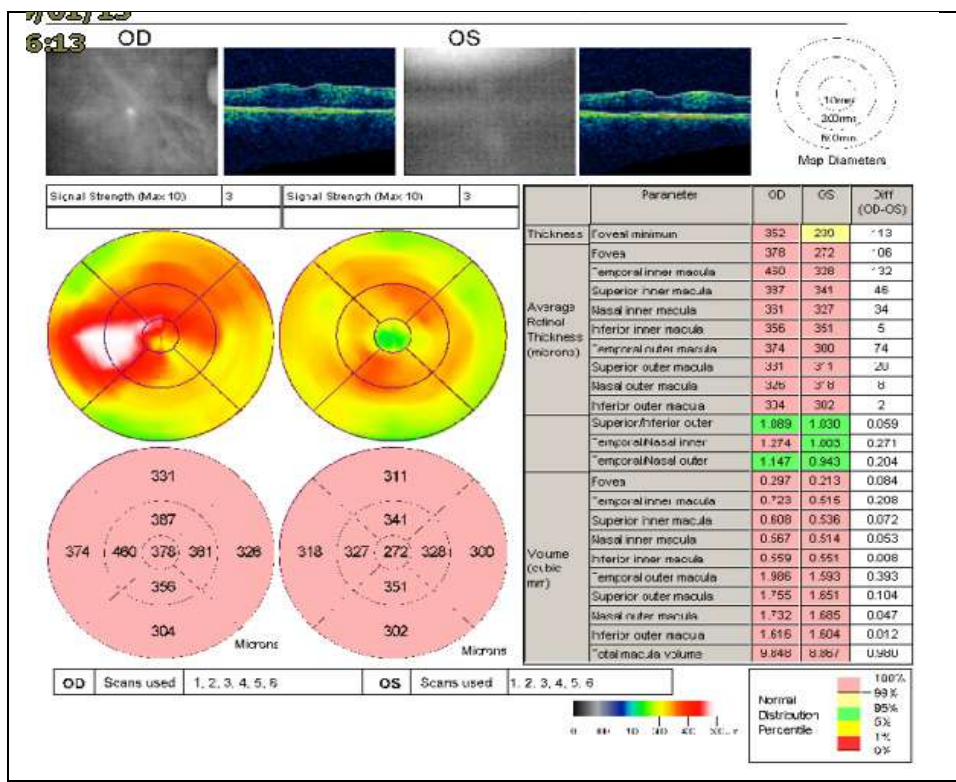 6:13
OD OS
Map Diameters
Signal Strength (Max 10) 3 Signal Strength (Max 10) 3
Parameter OD OS Diff (OD-OS)
Thickness Foveal minimum 352 113
Average Retinal Thickness (microns)
Fovea 378 272 106
Temporal inner macula 460 328 132
Superior inner macula 387 341 46
Nasal inner macula 361 327 34
Inferior inner macula 356 351 5
Temporal outer macula 374 300 74
Superior outer macula 331 311 20
Nasal outer macula 326 318 8
Inferior outer macula 304 302 2
Superior/Inferior outer 1.089 1.030 0.059
Temporal/Nasal inner 1.274 1.003 0.271
Temporal/Nasal outer 1.147 0.943 0.204
Volume (cubic mm)
Fovea 0.297 0.213 0.084
Temporal inner macula 0.723 0.515 0.208
Superior inner macula 0.608 0.536 0.072
Nasal inner macula 0.567 0.514 0.053
Inferior inner macula 0.559 0.551 0.008
Temporal outer macula 1.986 1.593 0.393
Superior outer macula 1.755 1.651 0.104
Nasal outer macula 1.732 1.685 0.047
Inferior outer macula 1.616 1.604 0.012
Total macula volume 9.848 8.867 0.980
331
387
374 460 378 361 326
356
304
Microns
311
341
318 327 272 328 300
351
302
Microns
OD Scans used 1, 2, 3, 4, 5, 6 OS Scans used 1, 2, 3, 4, 5, 6
Normal Distribution Percentile
100%
99%
95%
5%
1%
0%